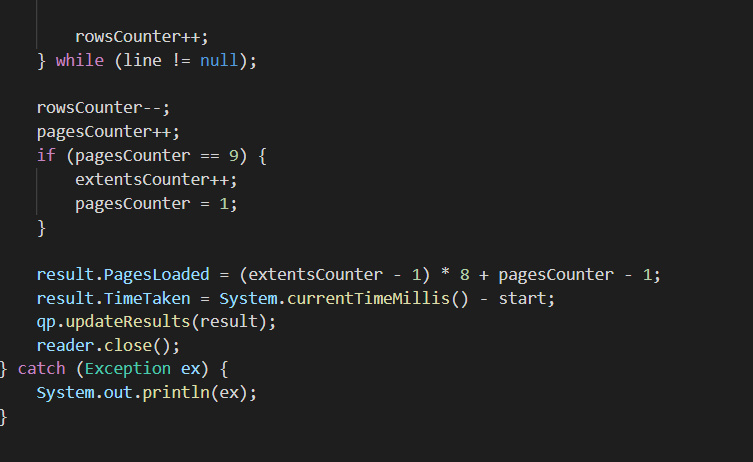 rowsCounter++;
} while (line != null);
rowsCounter--;
pagesCounter++;
if (pagesCounter == 9) {
extentsCounter++;
pagesCounter = 1;
}
result.PagesLoaded = (extentsCounter - 1) * 8 + pagesCounter - 1;
result.TimeTaken = System.currentTimeMillis() - start;
qp.updateResults(result);
reader.close();
} catch (Exception ex) {
System.out.println(ex);
}